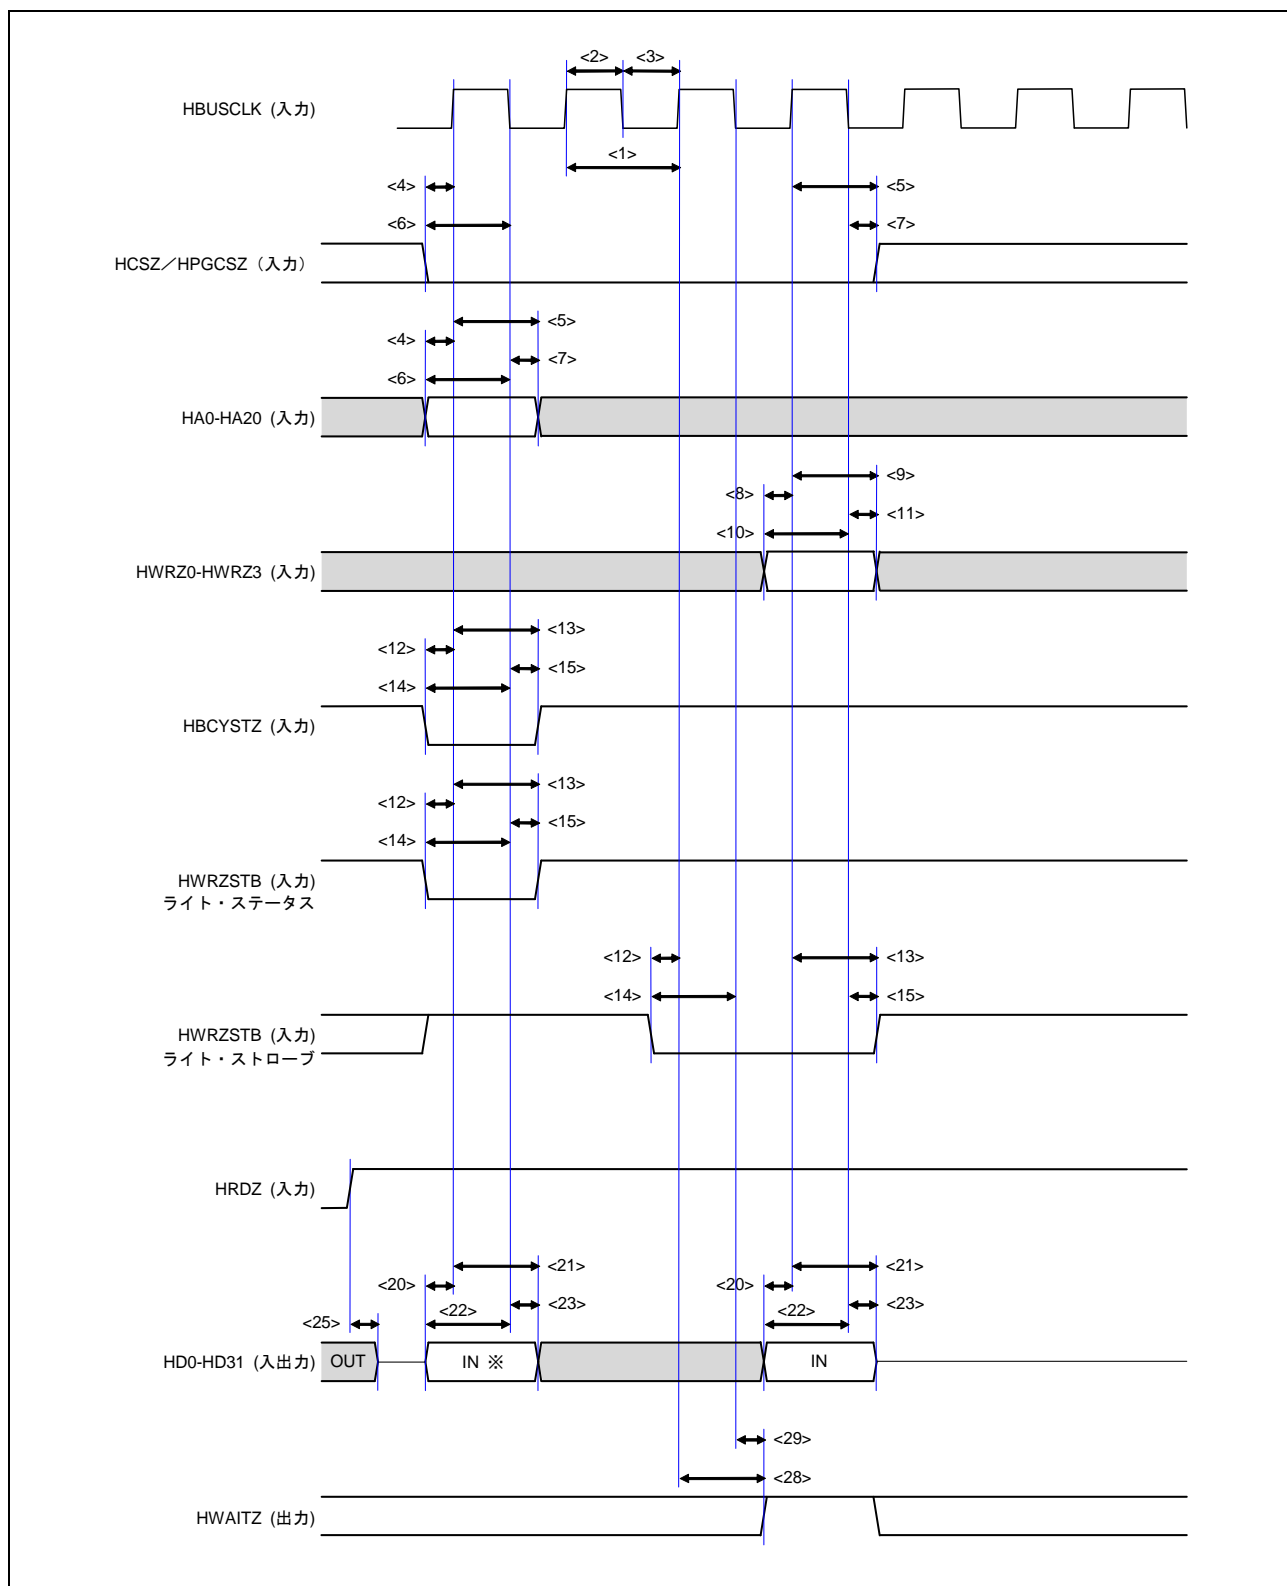 <2> <3>
HBUSCLK (入力)
<1>
<4> <5>
<6> <7>
HCSZ／HPGCSZ（入力）
<5>
<4>
<7>
<6>
HA0-HA20 (入力)
<9>
<8>
<11>
<10>
HWRZ0-HWRZ3 (入力)
<13>
<12>
<15>
<14>
HBCYSTZ (入力)
<13>
<12>
<15>
<14>
HWRZSTB (入力)
ライト・ステータス
<12> <13>
<14> <15>
HWRZSTB (入力)
ライト・ストローブ
HRDZ (入力)
<21> <21>
<20> <20>
<23> <23>
<22> <22>
<25>
HD0-HD31 (入出力) OUT IN ※ IN
<29>
<28>
HWAITZ (出力)